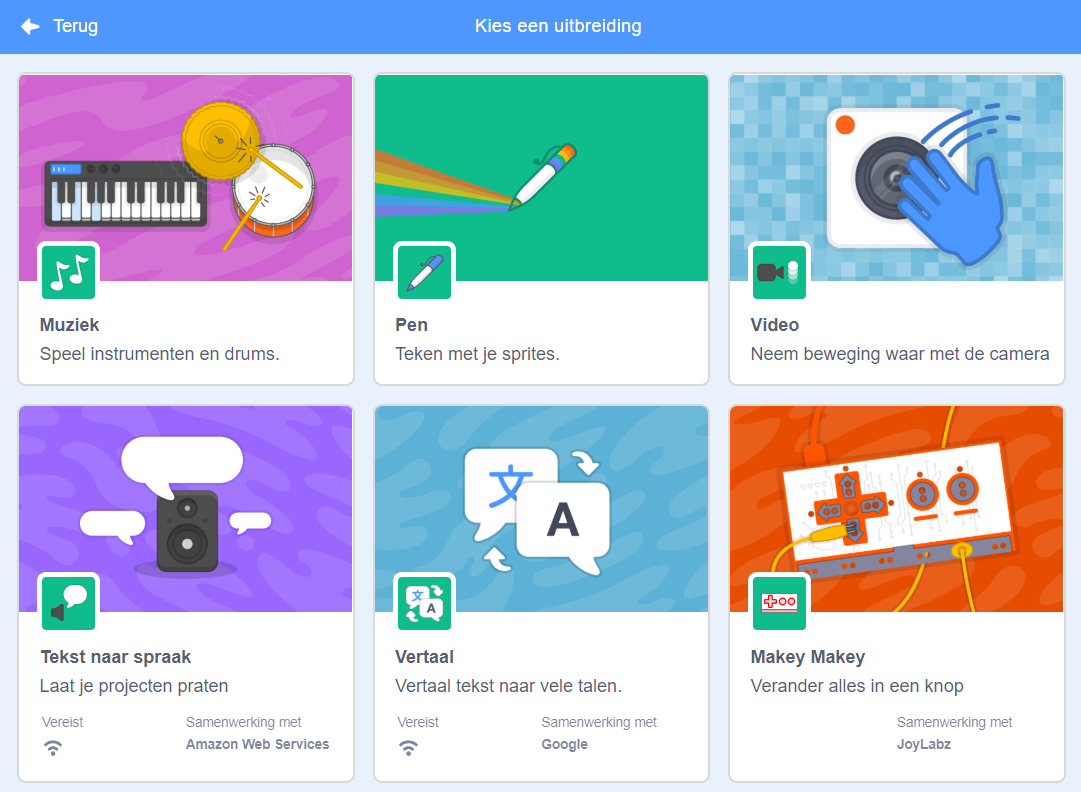 Terug
Kies een uitbreiding
Muziek
Speel instrumenten en drums.
Pen
Teken met je sprites.
Video
Neem beweging waar met de camera
文
A
文
A
Tekst naar spraak
Laat je projecten praten
Vereist
Samenwerking met
Amazon Web Services
Vertaal
Vertaal tekst naar vele talen.
Vereist
Samenwerking met
Google
Makey Makey
Verander alles in een knop
Samenwerking met
JoyLabz